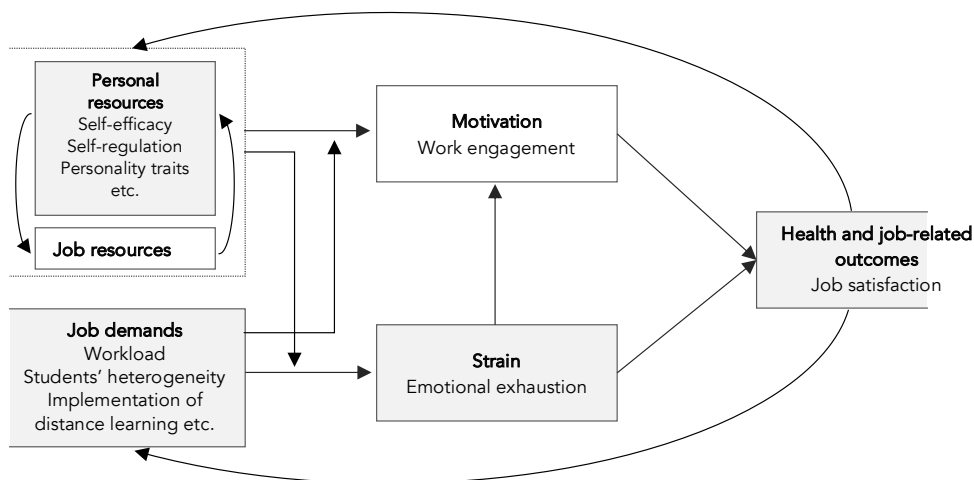 Personal
resources
Self-efficacy
Self-regulation
Personality traits
etc.
Job resources
Motivation
Work engagement
Health and job-related
outcomes
Job satisfaction
Job demands
Workload
Students’ heterogeneity
Implementation of
distance learning etc.
Strain
Emotional exhaustion